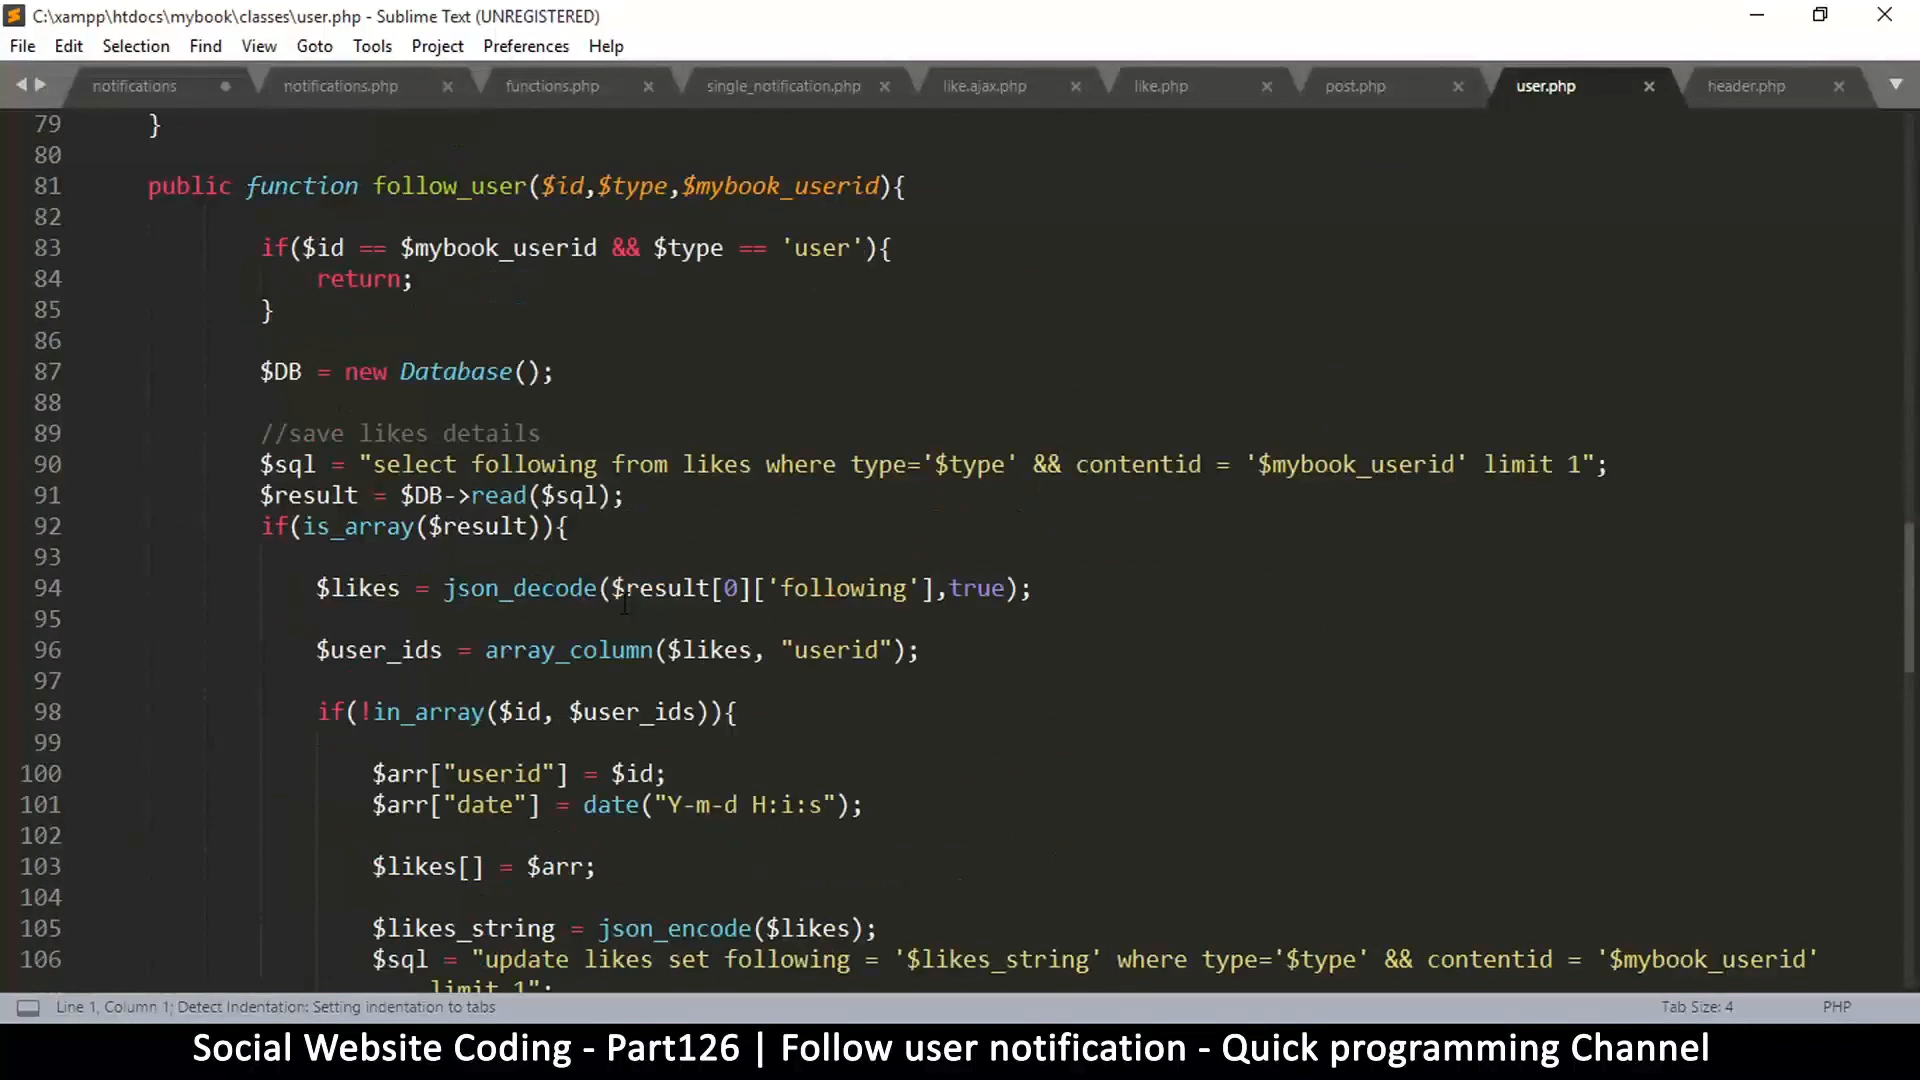 C:\xampp\htdocs\mybook\classes\user.php - Sublime Text (UNREGISTERED)
File Edit Selection Find View Goto Tools Project Preferences Help
notifications notifications.php functions.php single_notification.php like.ajax.php like.php post.php user.php header.php
79 }
80
81 public function follow_user($id,$type,$mybook_userid){
82
83 if($id == $mybook_userid && $type == 'user'){
84 return;
85 }
86
87 $DB = new Database();
88
89 //save likes details
90 $sql = "select following from likes where type='$type' && contentid = '$mybook_userid' limit 1";
91 $result = $DB->read($sql);
92 if(is_array($result)){
93
94 $likes = json_decode($result[0]['following'],true);
95
96 $user_ids = array_column($likes, "userid");
97
98 if(!in_array($id, $user_ids)){
99
100 $arr["userid"] = $id;
101 $arr["date"] = date("Y-m-d H:i:s");
102
103 $likes[] = $arr;
104
105 $likes_string = json_encode($likes);
106 $sql = "update likes set following = '$likes_string' where type='$type' && contentid = '$mybook_userid'
limit 1";
Line 1, Column 1; Detect Indentation: Setting indentation to tabs Tab Size: 4 PHP
Social Website Coding - Part126 | Follow user notification - Quick programming Channel